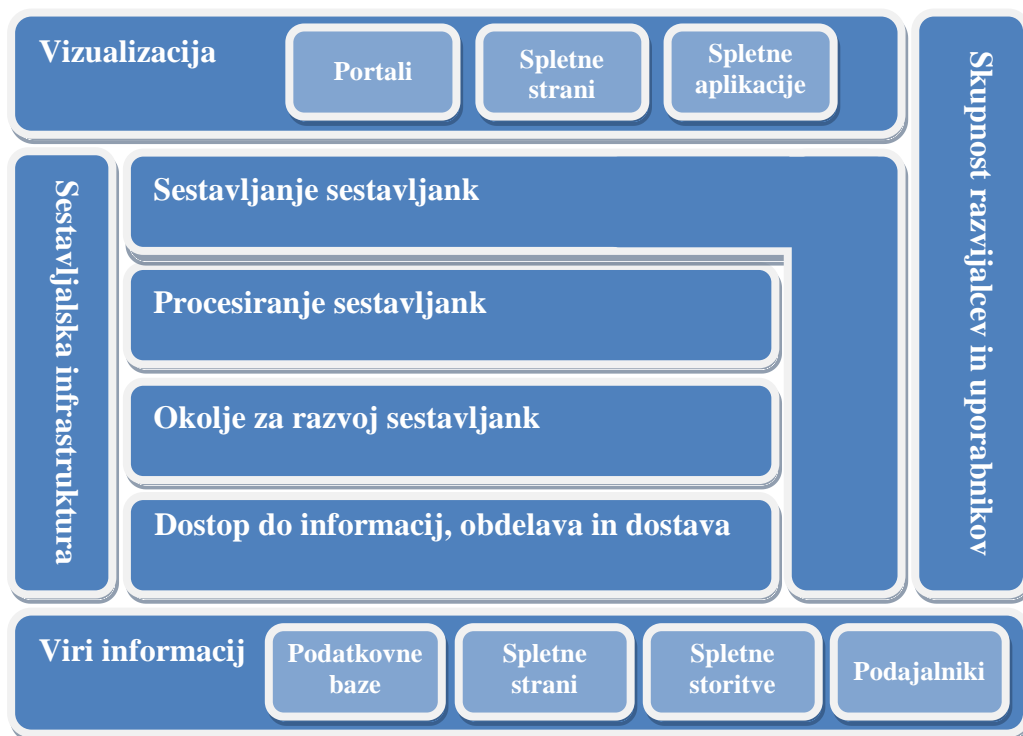 Vizualizacija
Portali
Spletne
strani
Spletne
aplikacije
Skupnost razvijalcev in uporabnikov
Sestavljalska infrastruktura
Sestavljanje sestavljank
Procesiranje sestavljank
Okolje za razvoj sestavljank
Dostop do informacij, obdelava in dostava
Viri informacij
Podatkovne
baze
Spletne
strani
Spletne
storitve
Podajalniki